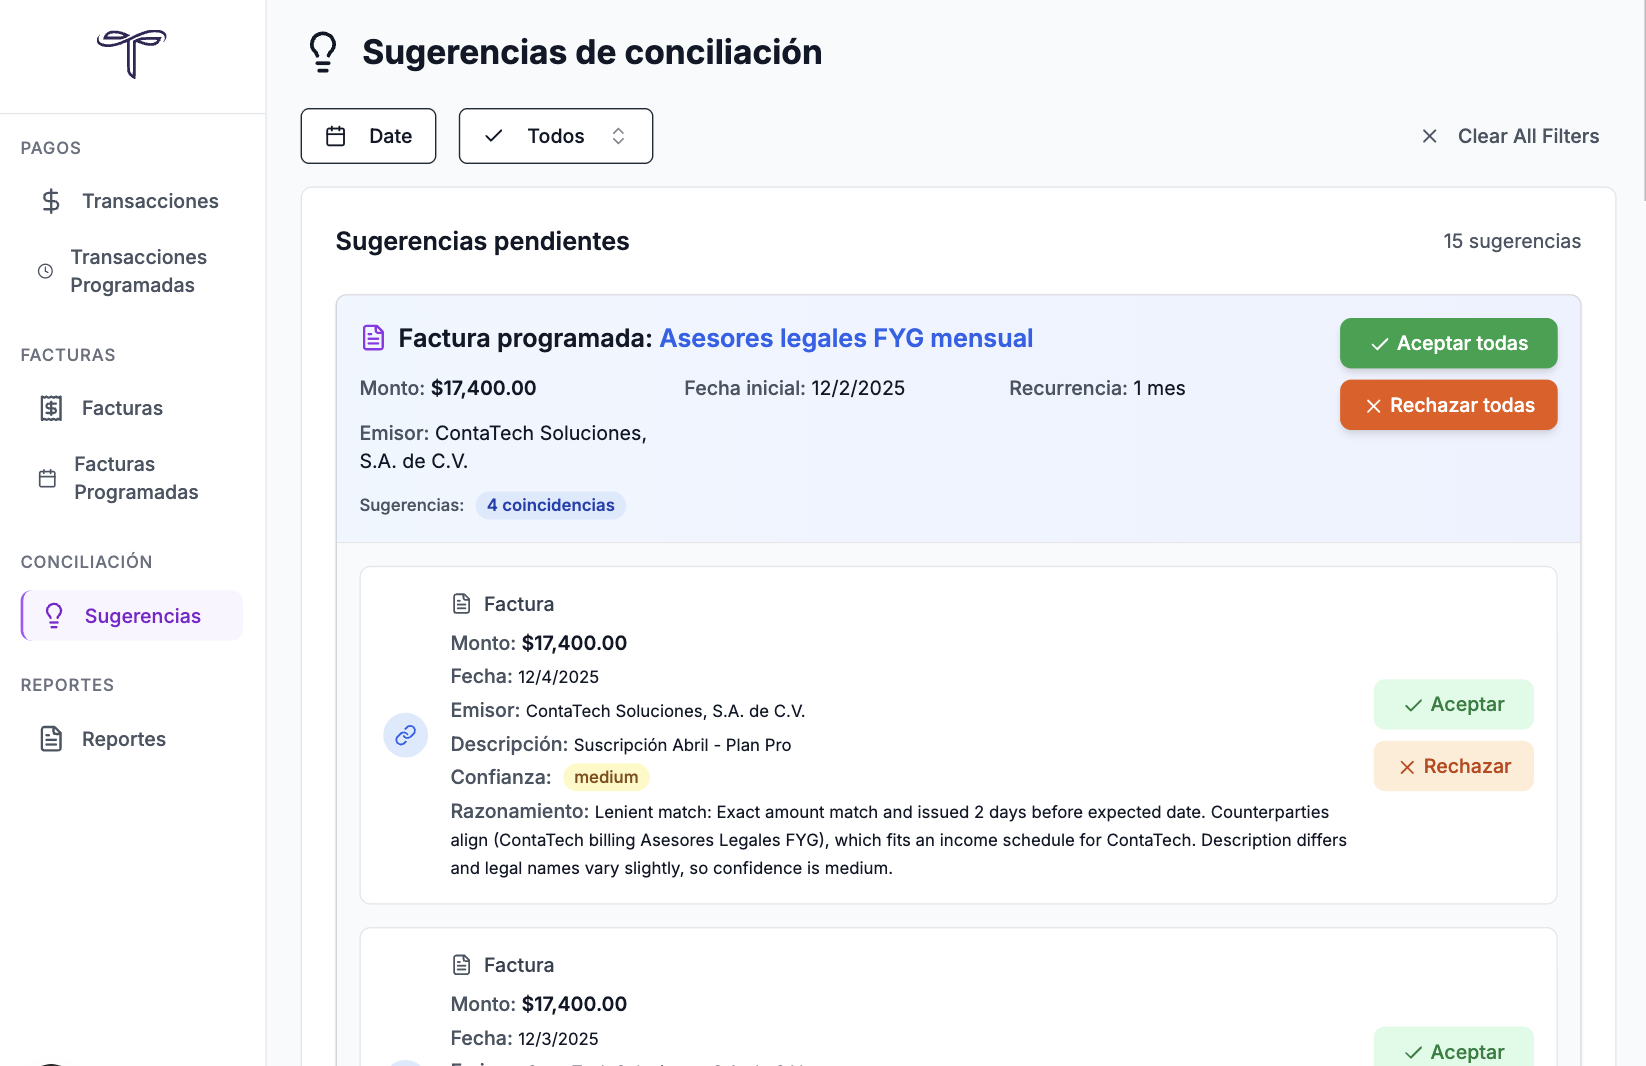 Sugerencias de conciliación
Date
Todos
Clear All Filters
PAGOS
Transacciones
Transacciones
Programadas
FACTURAS
Facturas
Facturas
Programadas
CONCILIACIÓN
Sugerencias
REPORTES
Reportes
Sugerencias pendientes
15 sugerencias
Factura programada: Asesores legales FYG mensual
Aceptar todas
Monto: $17,400.00
Fecha inicial: 12/2/2025
Recurrencia: 1 mes
Rechazar todas
Emisor: ContaTech Soluciones,
S.A. de C.V.
Sugerencias: 4 coincidencias
Factura
Monto: $17,400.00
Fecha: 12/4/2025
Emisor: ContaTech Soluciones, S.A. de C.V.
Descripción: Suscripción Abril - Plan Pro
Confianza: medium
Razonamiento: Lenient match: Exact amount match and issued 2 days before expected date. Counterparties
align (ContaTech billing Asesores Legales FYG), which fits an income schedule for ContaTech. Description differs
and legal names vary slightly, so confidence is medium.
Aceptar
Rechazar
Factura
Monto: $17,400.00
Fecha: 12/3/2025
Aceptar